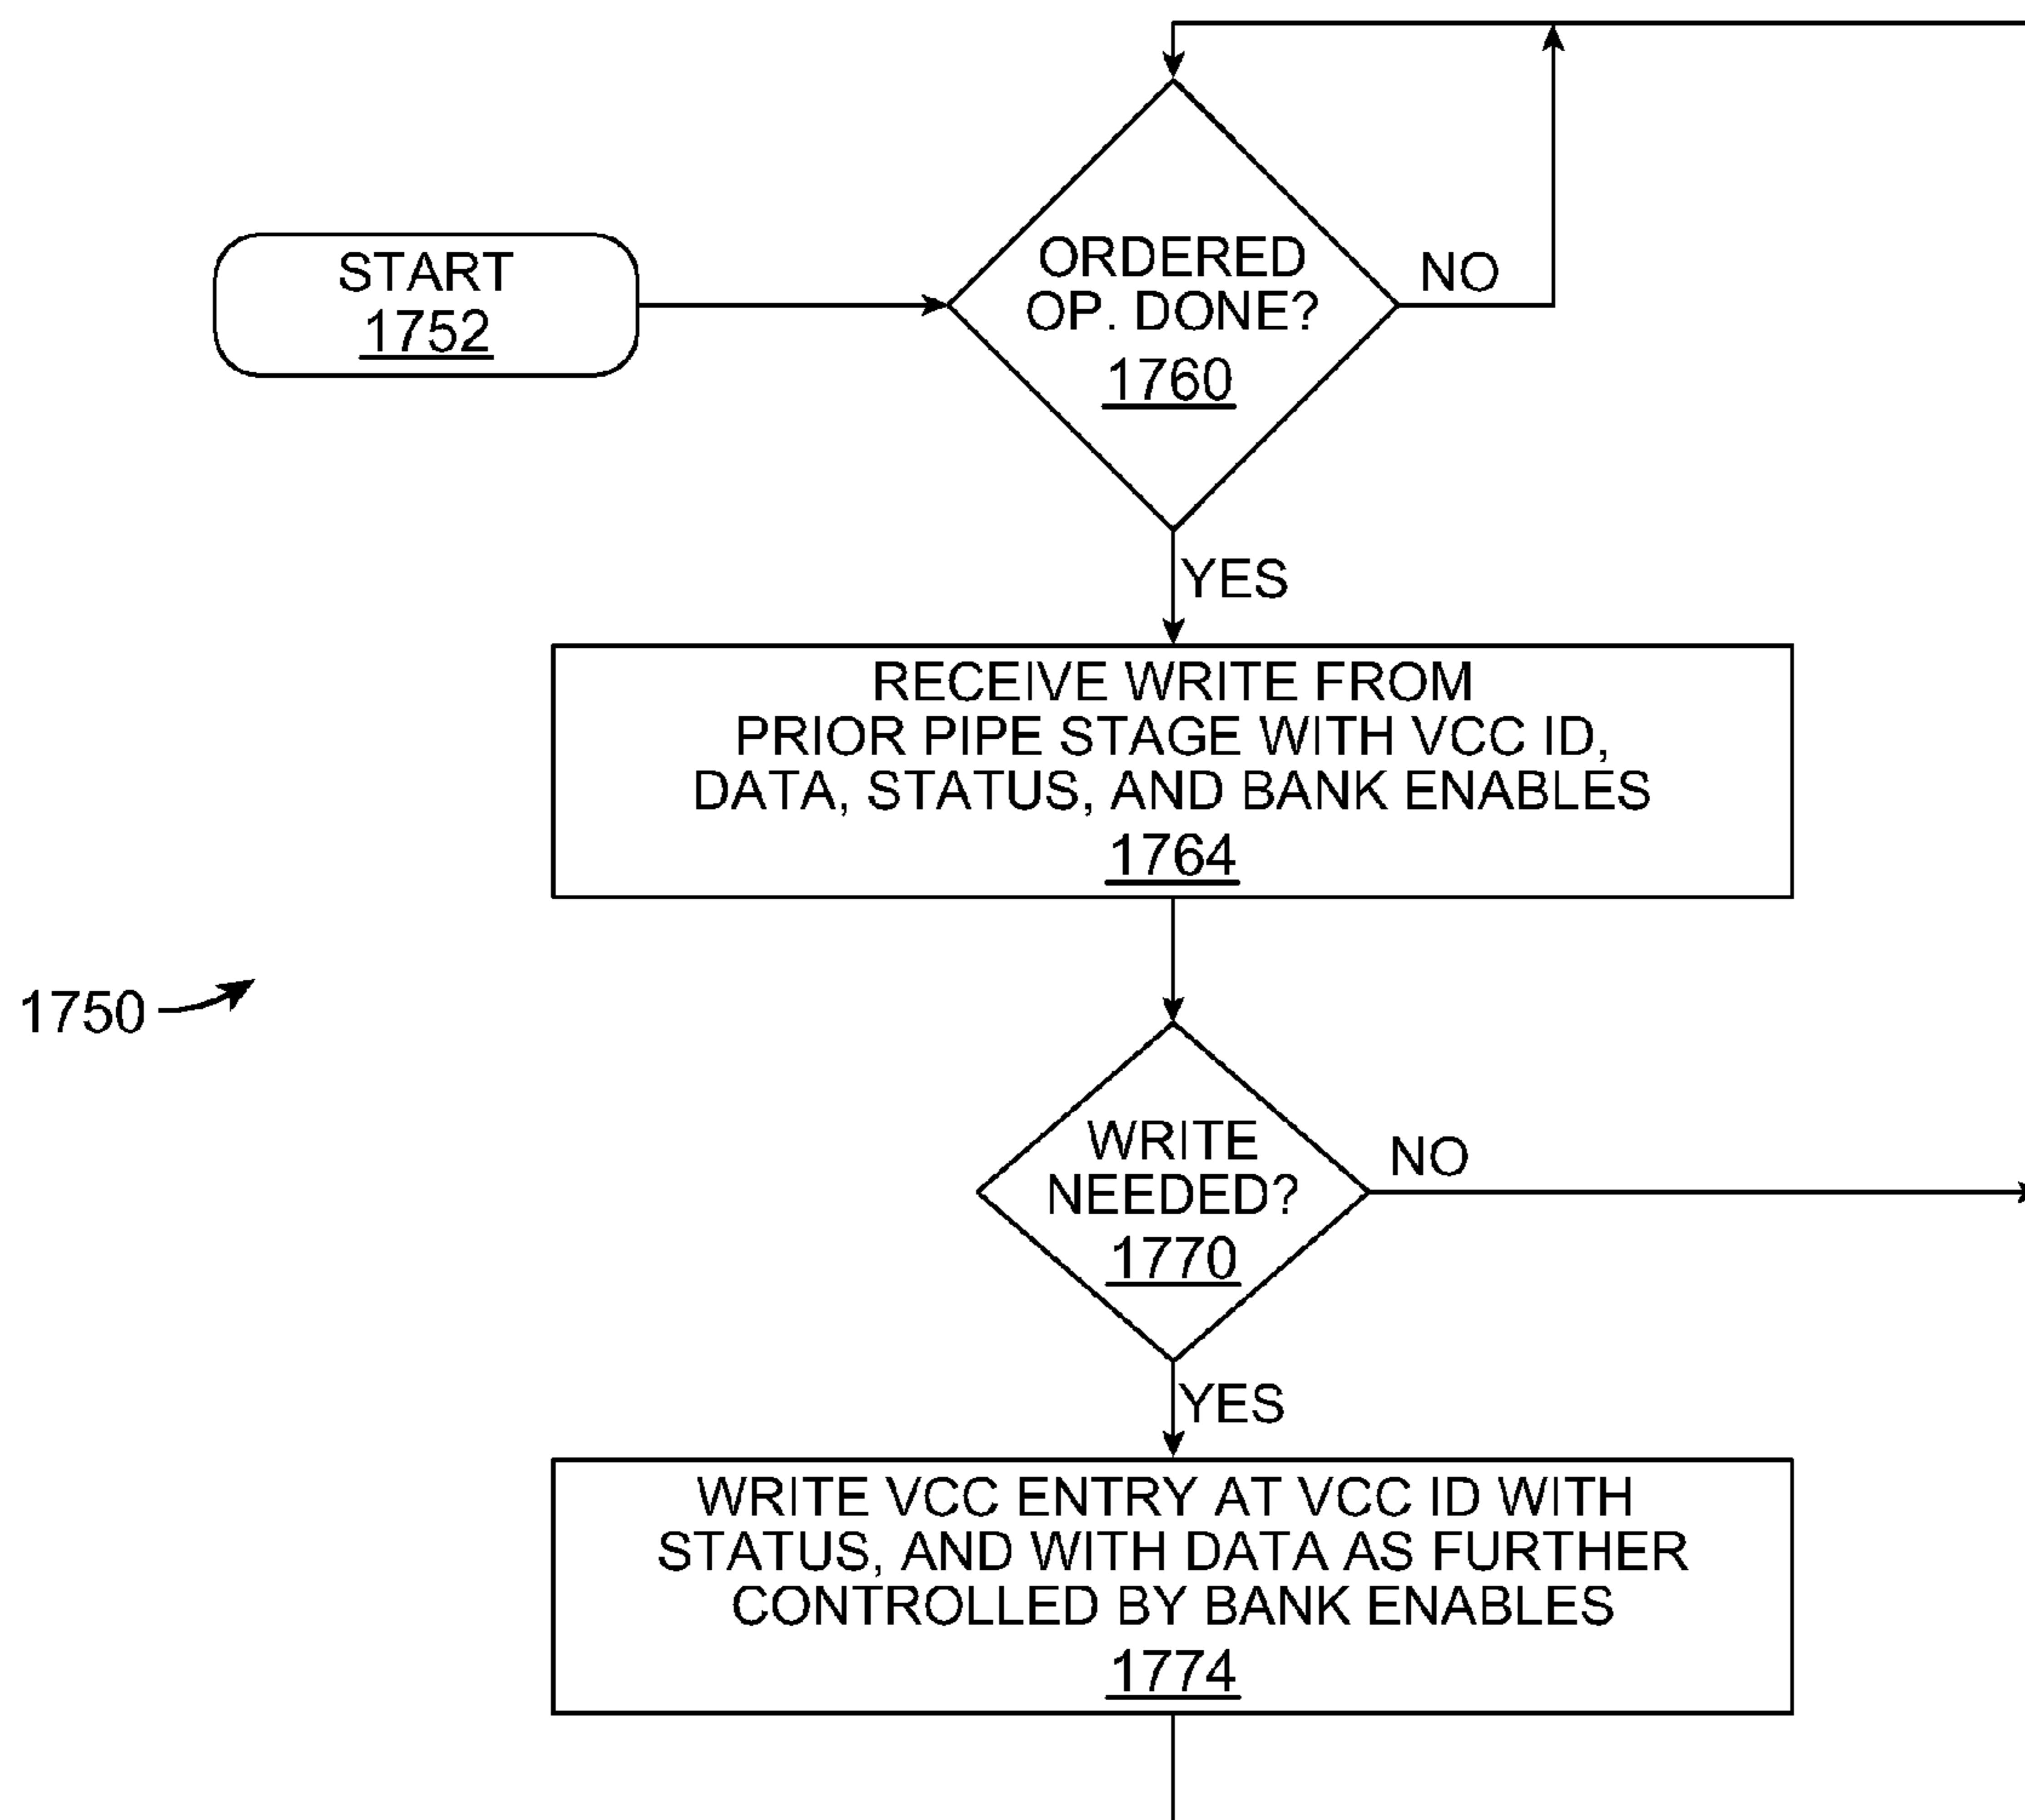 START
1752
ORDERED
OP. DONE?
1760
NO
YES
RECEIVE WRITE FROM
PRIOR PIPE STAGE WITH VCC ID,
DATA, STATUS, AND BANK ENABLES
1764
1750
WRITE
NEEDED?
1770
NO
YES
WRITE VCC ENTRY AT VCC ID WITH
STATUS, AND WITH DATA AS FURTHER
CONTROLLED BY BANK ENABLES
1774